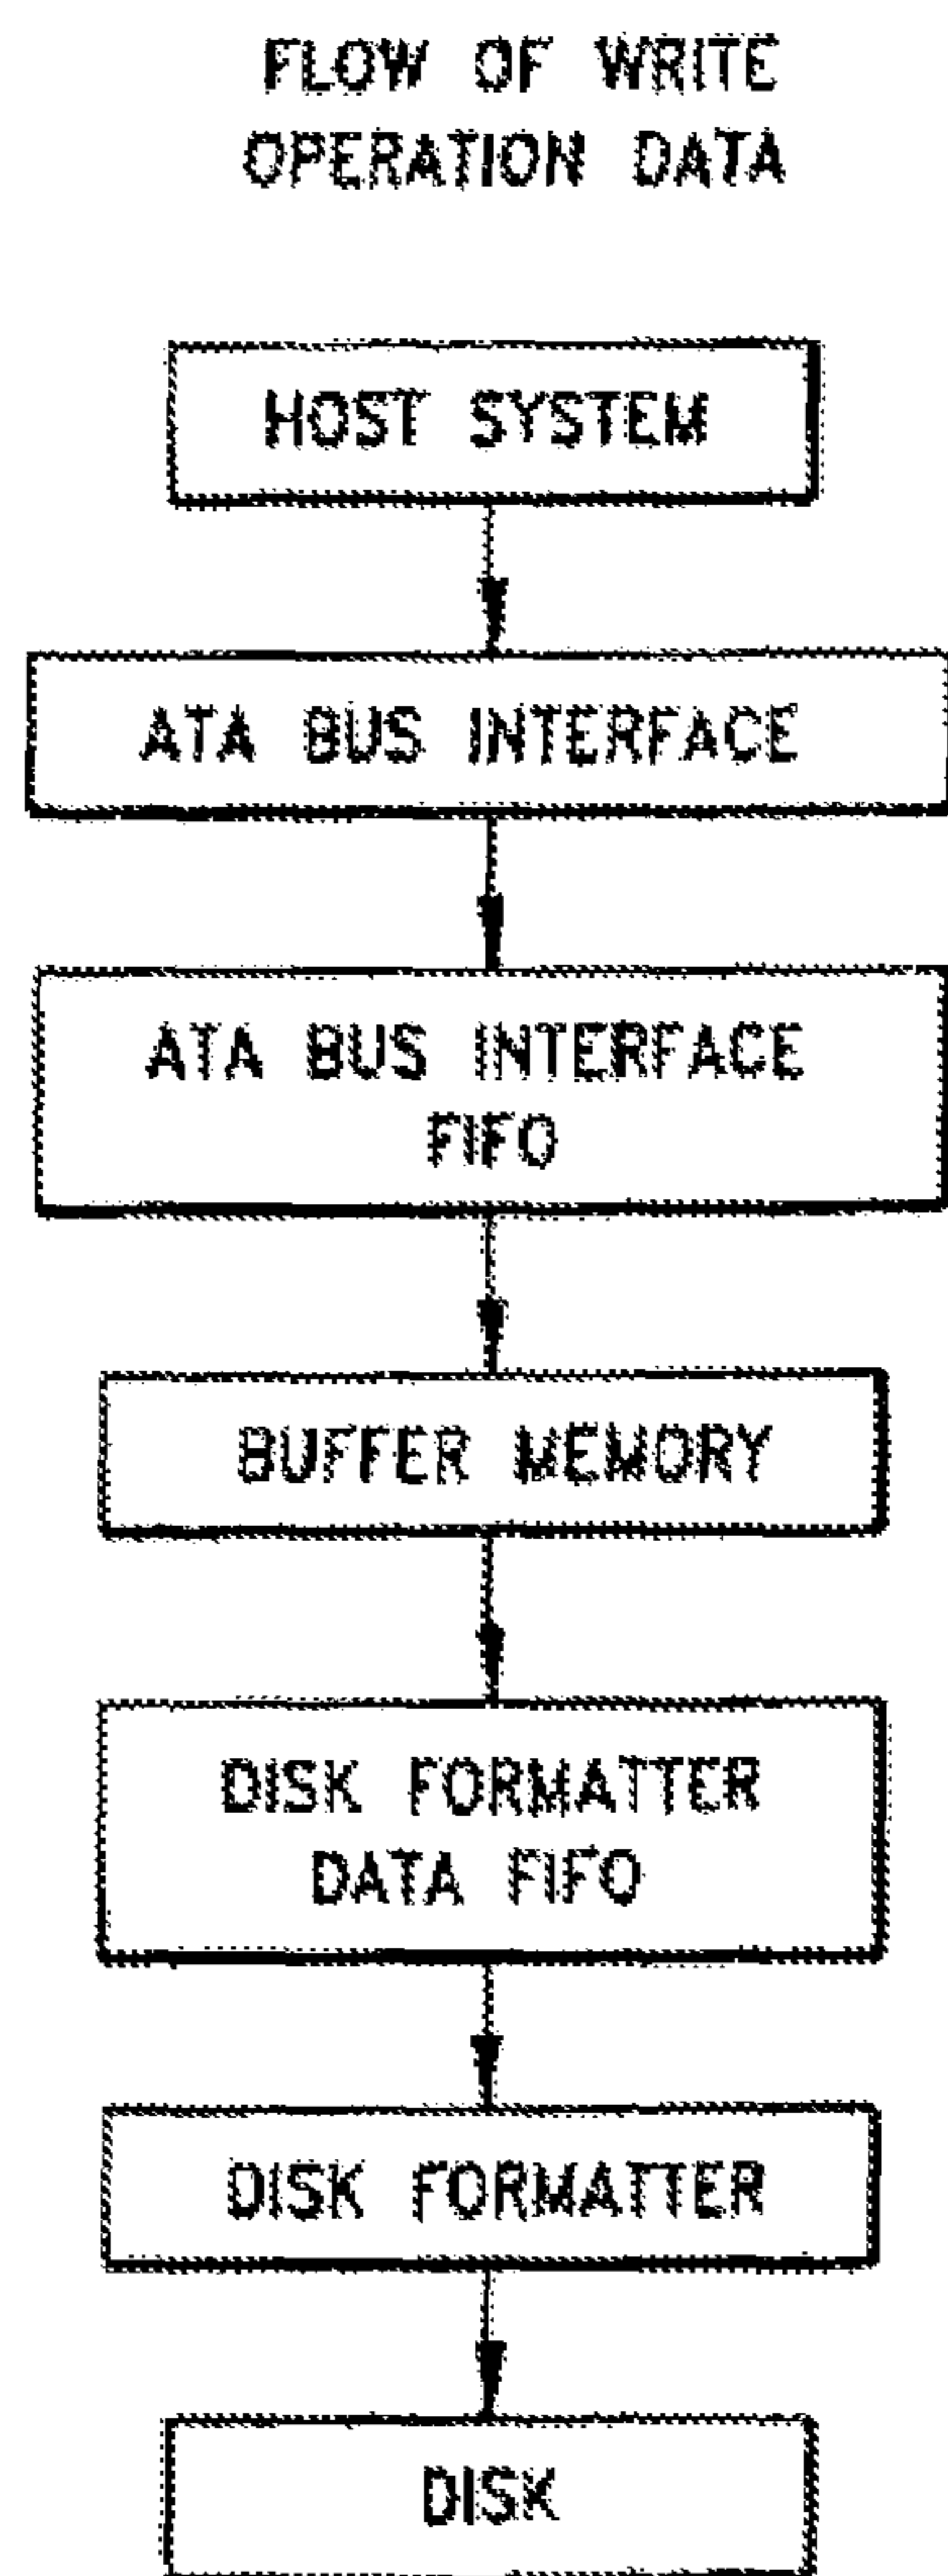 FLOW OF WRITE
OPERATION DATA
HOST SYSTEM
ATA BUS INTERFACE
ATA BUS INTERFACE
FIFO
BUFFER MEMORY
DISK FORMATTER
DATA FIFO
DISK FORMATTER
DISK